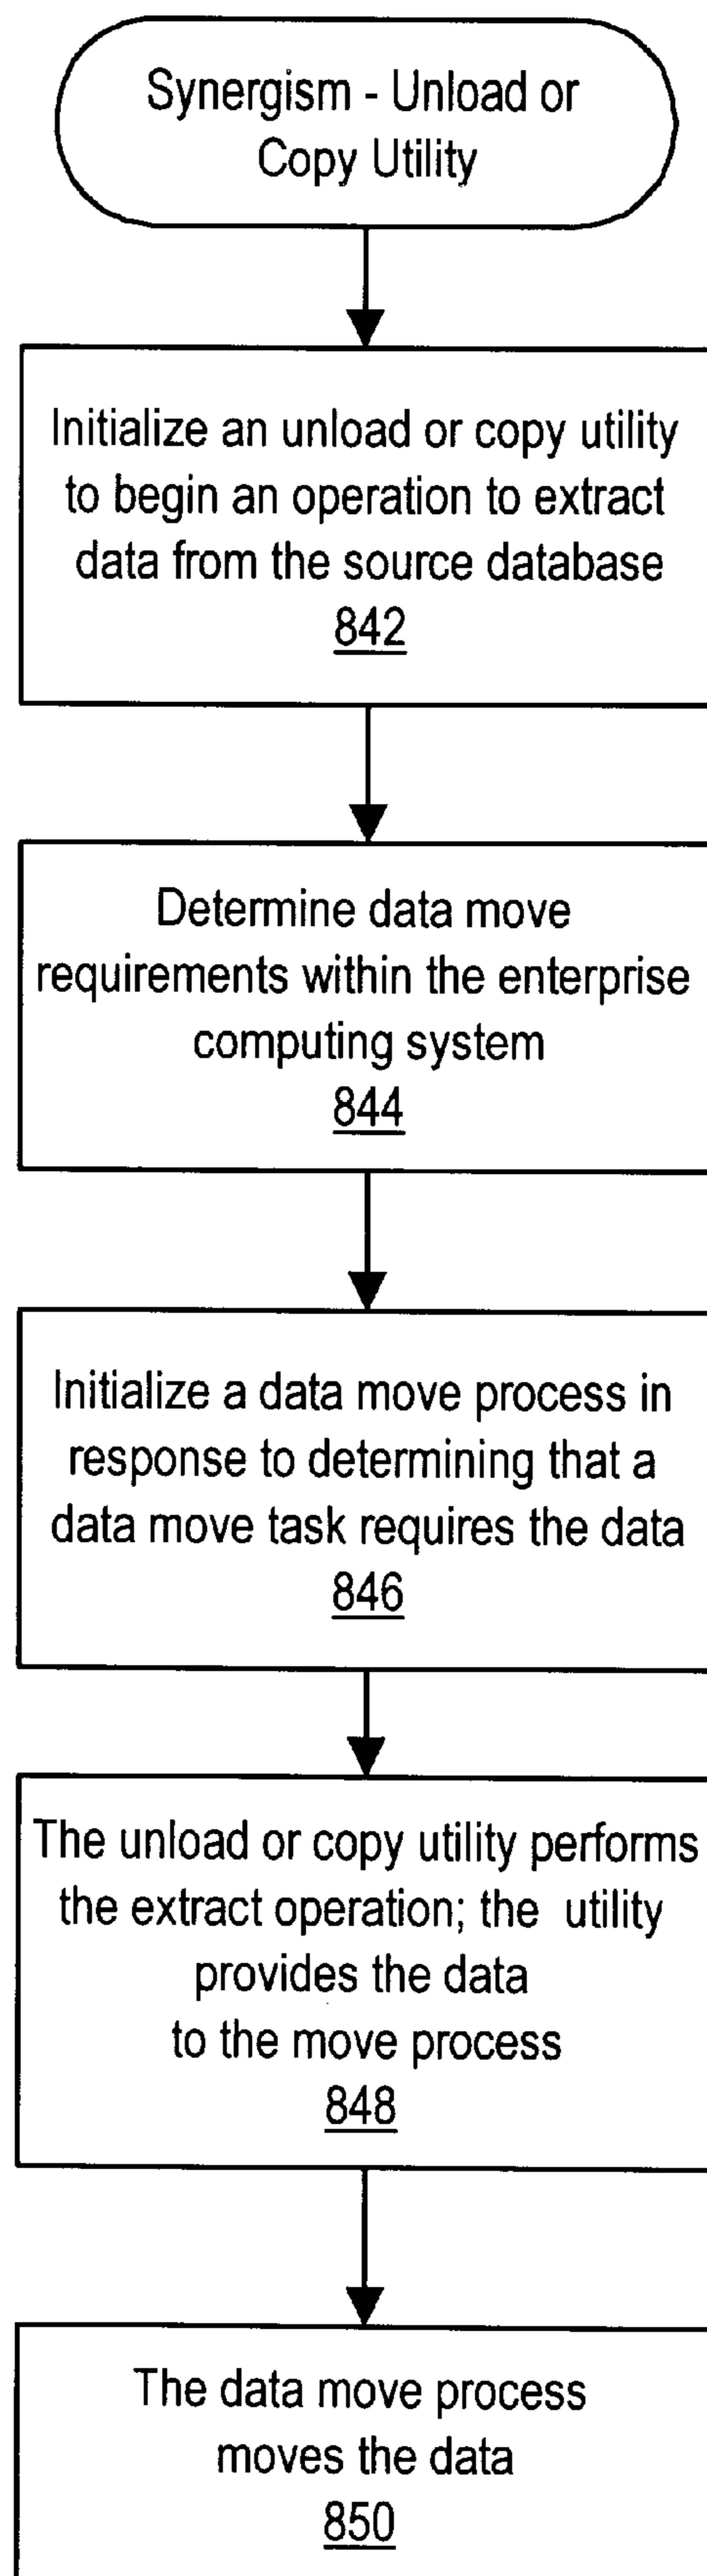 Synergism - Unload or
Copy Utility
Initialize an unload or copy utility
to begin an operation to extract
data from the source database
842
Determine data move
requirements within the enterprise
computing system
844
Initialize a data move process in
response to determining that a
data move task requires the data
846
The unload or copy utility performs
the extract operation; the utility
provides the data
to the move process
848
The data move process
moves the data
850